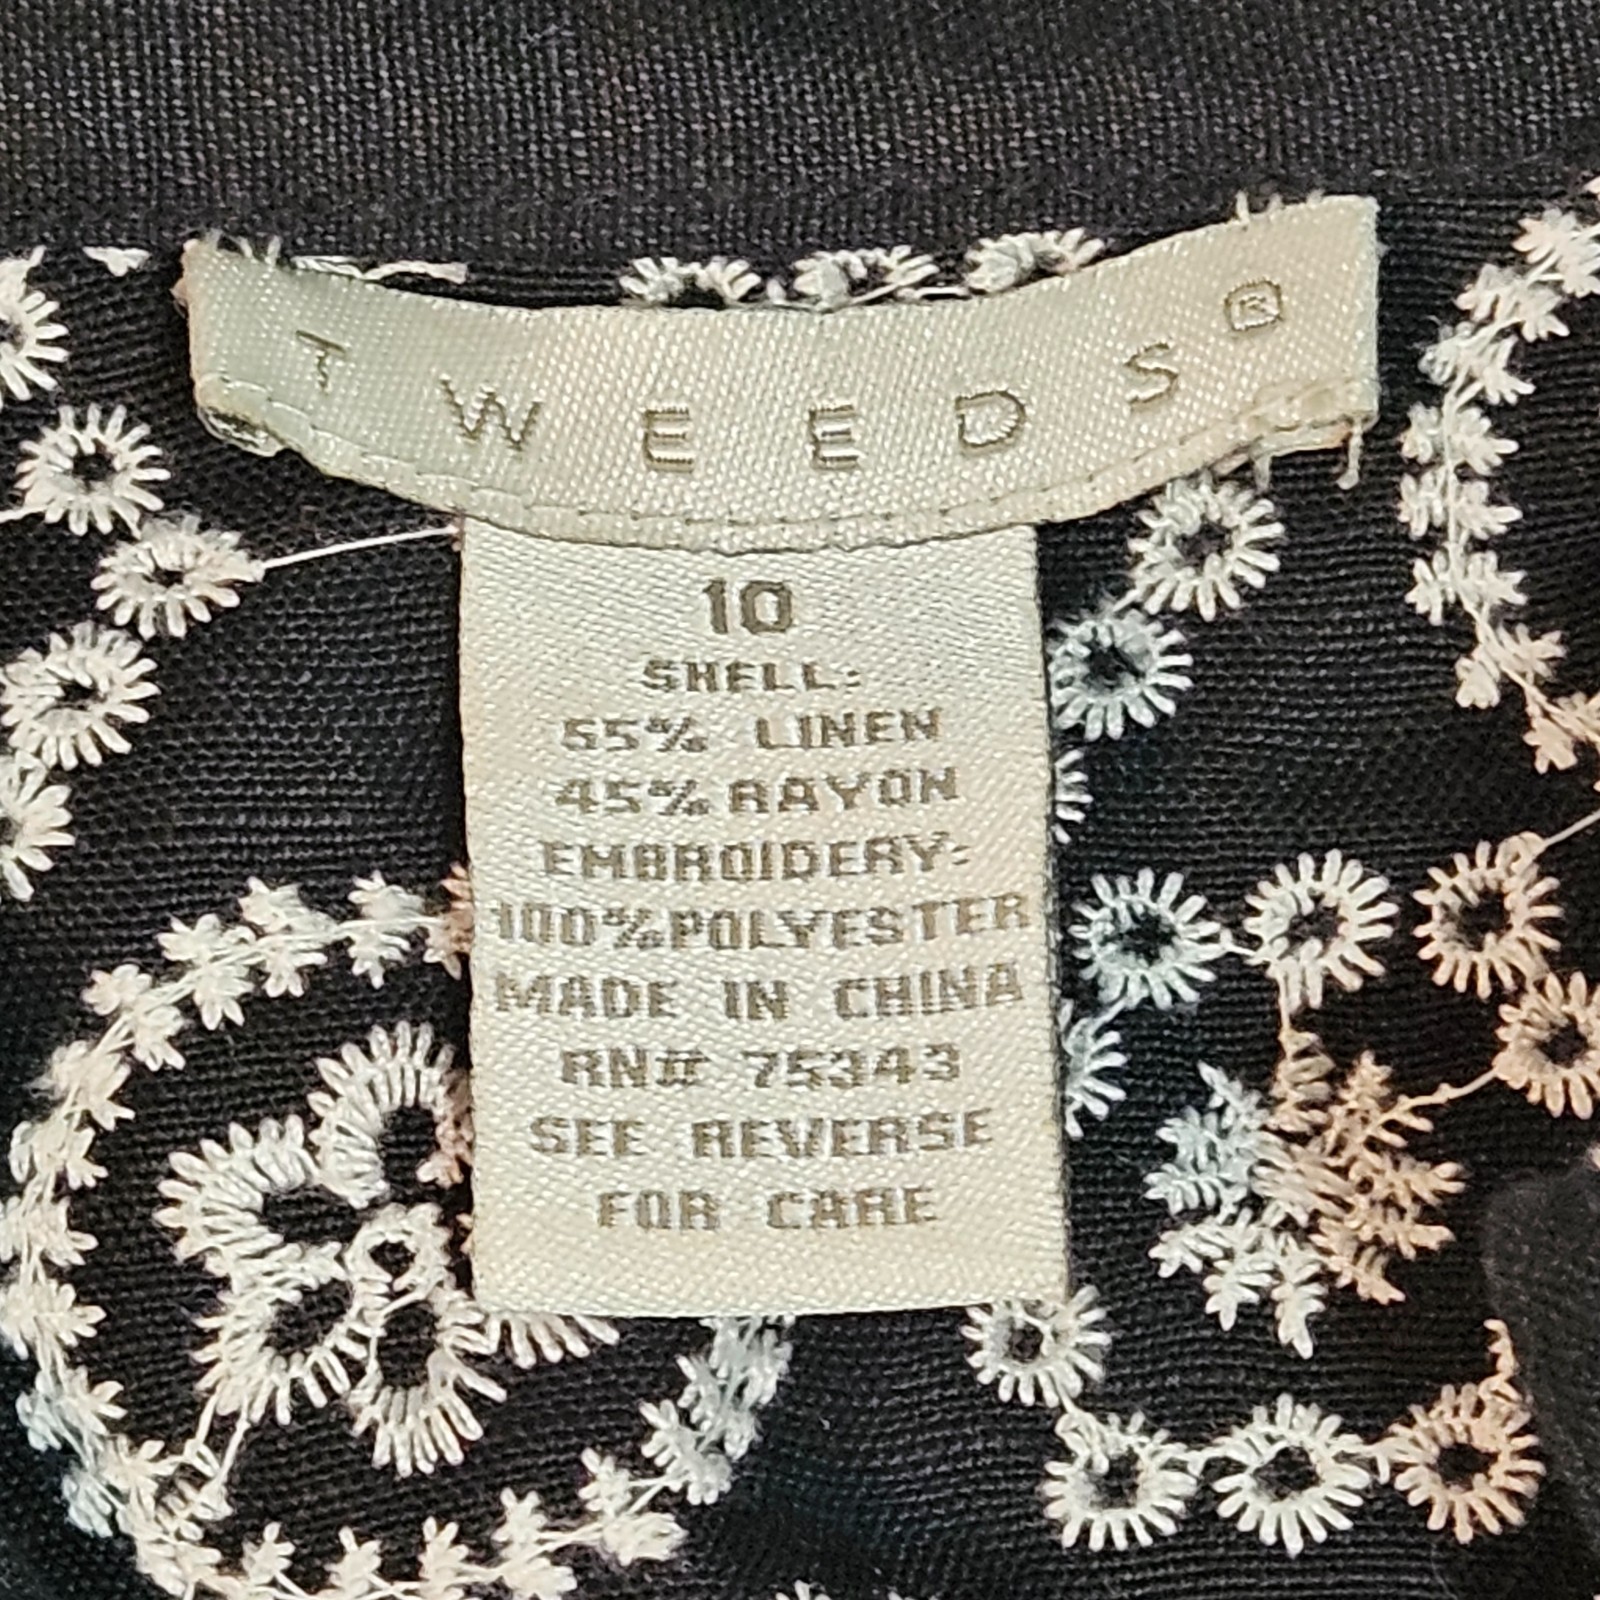 TWEEDS®
10
SHELL:
55% LINEN
45% RAYON
EMBROIDERY:
100% POLYESTER
MADE IN CHINA
RN# 75343
SEE REVERSE
FOR CARE